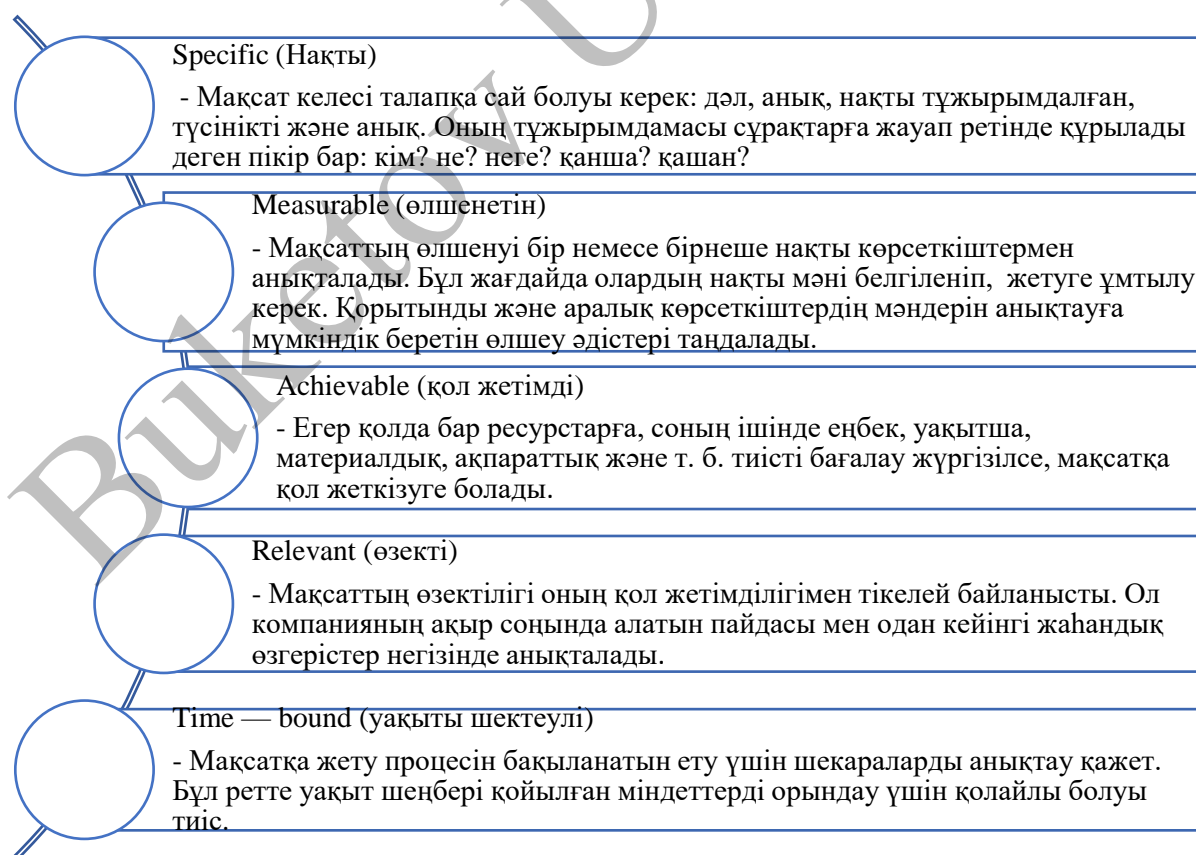 Specific (Нақты)
- Мақсат келесі талапқа сай болуы керек: дәл, анық, нақты тұжырымдалған,
түсінікті және анық. Оның тұжырымдамасы сұрақтарға жауап ретінде құрылады
деген пікір бар: кім? не? неге? қанша? қашан?
Measurable (өлшенетін)
- Мақсаттың өлшенуі бір немесе бірнеше нақты көрсеткіштермен
анықталады. Бұл жағдайда олардың нақты мәні белгіленіп, жетуге ұмтылу
керек. Қорытынды және аралық көрсеткіштердің мәндерін анықтауға
мүмкіндік беретін өлшеу әдістері таңдалады.
Achievable (қол жетімді)
- Егер қолда бар ресурстарға, соның ішінде еңбек, уақытша,
материалдық, ақпараттық және т. б. тиісті бағалау жүргізілсе, мақсатқа
қол жеткізуге болады.
Relevant (өзекті)
- Мақсаттың өзектілігі оның қол жетімділігімен тікелей байланысты. Ол
компанияның ақыр соңында алатын пайдасы мен одан кейінгі жаһандық
өзгерістер негізінде анықталады.
Time — bound (уақыты шектеулі)
- Мақсатқа жету процесін бақыланатын ету үшін шекараларды анықтау қажет.
Бұл ретте уақыт шеңбері қойылған міндеттерді орындау үшін қолайлы болуы
тиіс.
Buketov U